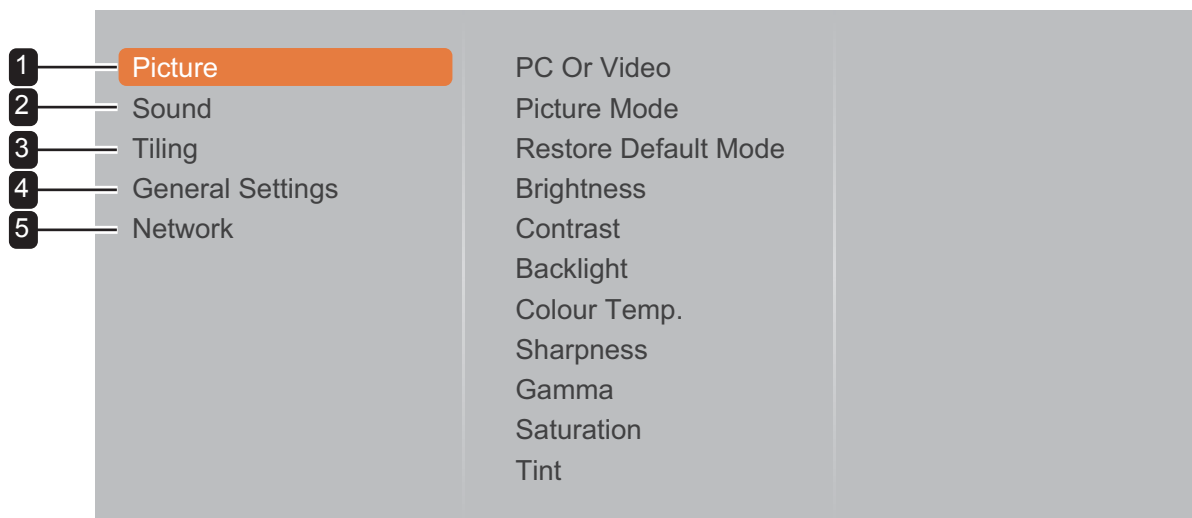 1 Picture
2 Sound
3 Tiling
4 General Settings
5 Network
PC Or Video
Picture Mode
Restore Default Mode
Brightness
Contrast
Backlight
Colour Temp.
Sharpness
Gamma
Saturation
Tint